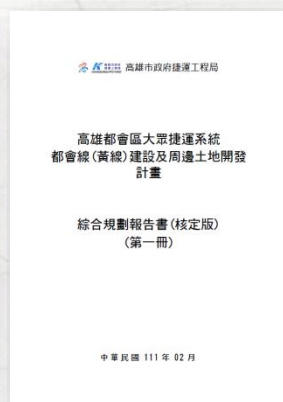 高雄市政府捷運工程局
高雄都會區大眾捷運系統
都會線(黃線)建設及周邊土地開發
計畫
綜合規劃報告書(核定版)
(第一冊)
中華民國 111 年 02 月